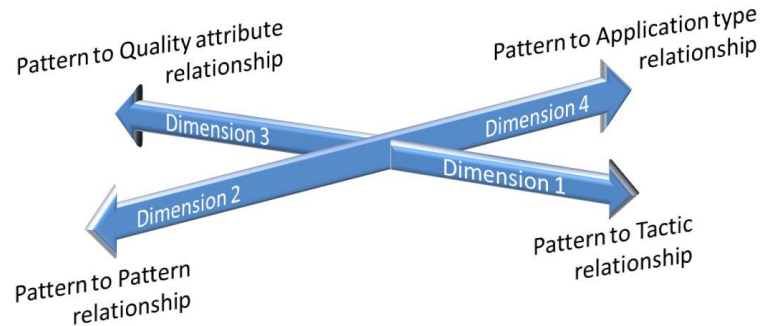 Pattern to Quality attribute
relationship
Pattern to Application type
relationship
Dimension 3
Dimension 4
Dimension 2
Dimension 1
Pattern to Pattern
relationship
Pattern to Tactic
relationship